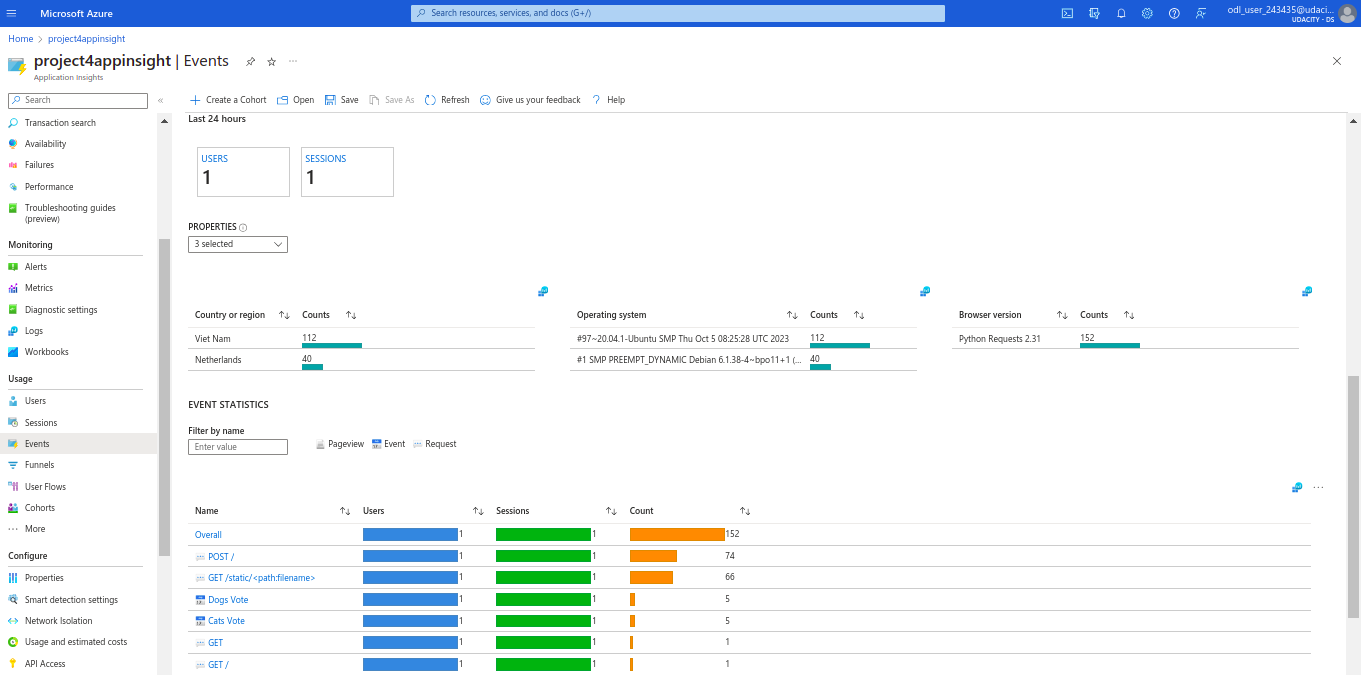 Microsoft Azure
Search resources, services, and docs (G+/)
odl_user_243435@udaci...
UDACITY - DS
Home
project4appinsight
project4appinsight | Events
Application Insights
Search
Create a Cohort
Open
Save
Save As
Refresh
Give us your feedback
Help
Transaction search
Availability
Failures
Performance
Troubleshooting guides
(preview)
Monitoring
Alerts
Metrics
Diagnostic settings
Logs
Workbooks
Usage
Users
Sessions
Events
Funnels
User Flows
Cohorts
More
Configure
Properties
Smart detection settings
Network Isolation
Usage and estimated costs
API Access
Last 24 hours
USERS
1
SESSIONS
1
PROPERTIES
3 selected
Country or region Counts
Viet Nam 112
Netherlands 40
Operating system Counts
#97~20.04.1-Ubuntu SMP Thu Oct 5 08:25:28 UTC 2023 112
#1 SMP PREEMPT_DYNAMIC Debian 6.1.38-4~bpo11+1 (... 40
Browser version Counts
Python Requests 2.31 152
EVENT STATISTICS
Filter by name
Enter value
Pageview Event Request
Name Users Sessions Count
Overall 1 1 152
POST / 1 1 74
GET /static/<path:filename> 1 1 66
Dogs Vote 1 1 5
Cats Vote 1 1 5
GET 1 1 1
GET / 1 1 1